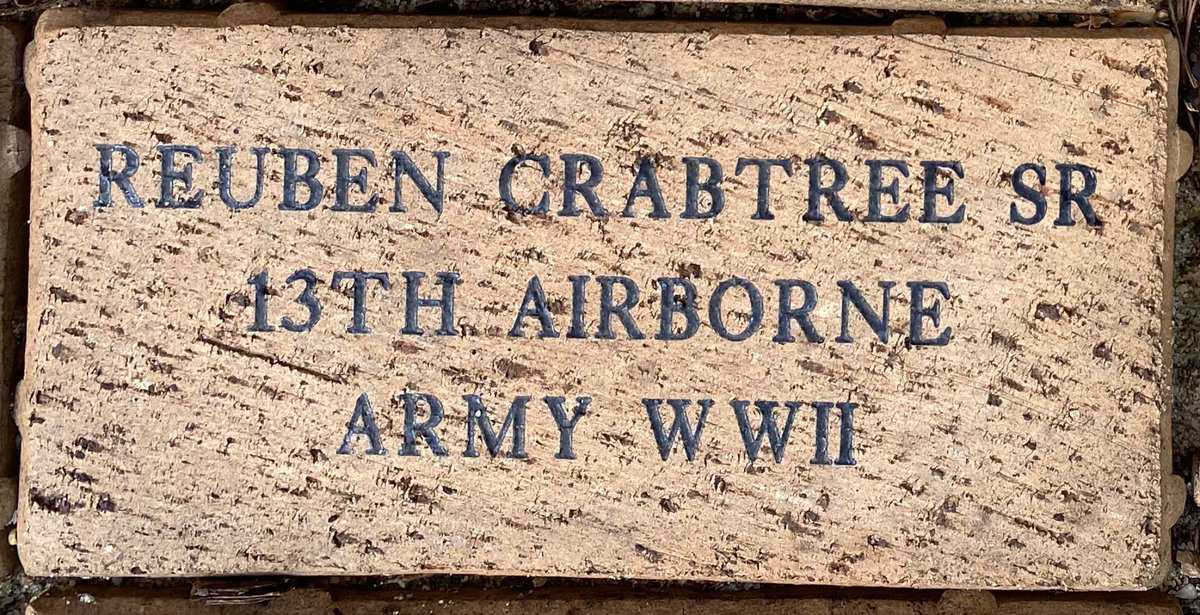 REUBEN CRABTREE SR
13TH AIRBORNE
ARMY WWII